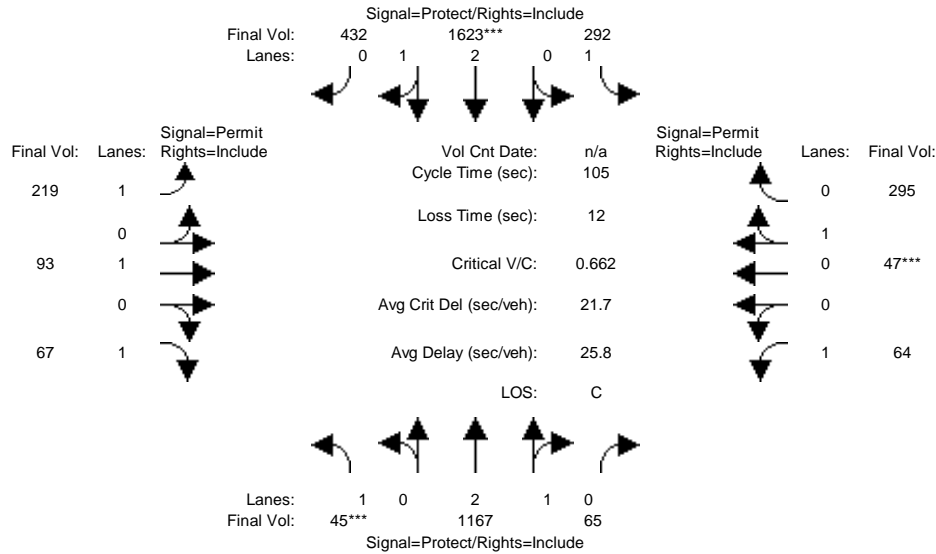 Signal=Protect/Rights=Include
Final Vol: 432 1623*** 292
Lanes: 0 1 2 0 1
Signal=Permit
Final Vol: Lanes: Rights=Include
Vol Cnt Date: n/a
Signal=Permit
Rights=Include Lanes: Final Vol:
Cycle Time (sec): 105
219 1
0 295
Loss Time (sec): 12
0
1
93 1
Critical V/C: 0.662
0 47***
0
Avg Crit Del (sec/veh): 21.7
0
67 1
Avg Delay (sec/veh): 25.8
1 64
LOS: C
Lanes: 1 0 2 1 0
Final Vol: 45*** 1167 65
Signal=Protect/Rights=Include